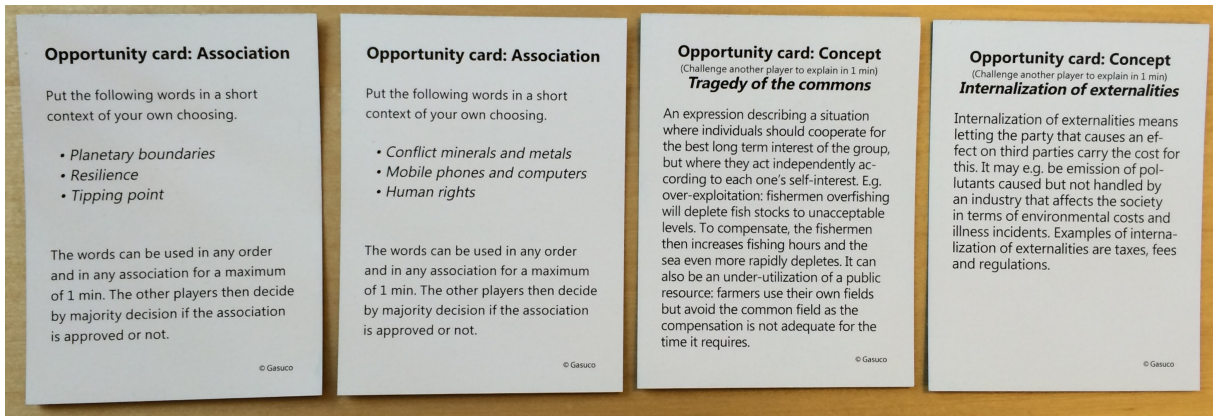 Opportunity card: Association
Put the following words in a short
context of your own choosing.
• Planetary boundaries
• Resilience
• Tipping point
The words can be used in any order
and in any association for a maximum
of 1 min. The other players then decide
by majority decision if the association
is approved or not.
© Gasuco
Opportunity card: Association
Put the following words in a short
context of your own choosing.
• Conflict minerals and metals
• Mobile phones and computers
• Human rights
The words can be used in any order
and in any association for a maximum
of 1 min. The other players then decide
by majority decision if the association
is approved or not.
© Gasuco
Opportunity card: Concept
(Challenge another player to explain in 1 min)
Tragedy of the commons
An expression describing a situation
where individuals should cooperate for
the best long term interest of the group,
but where they act independently ac-
cording to each one's self-interest. E.g.
over-exploitation: fishermen overfishing
will deplete fish stocks to unacceptable
levels. To compensate, the fishermen
then increases fishing hours and the
sea even more rapidly depletes. It can
also be an under-utilization of a public
resource: farmers use their own fields
but avoid the common field as the
compensation is not adequate for the
time it requires.
© Gasuco
Opportunity card: Concept
(Challenge another player to explain in 1 min)
Internalization of externalities
Internalization of externalities means
letting the party that causes an ef-
fect on third parties carry the cost for
this. It may e.g. be emission of pol-
lutants caused but not handled by
an industry that affects the society
in terms of environmental costs and
illness incidents. Examples of interna-
lization of externalities are taxes, fees
and regulations.
© Gasuco